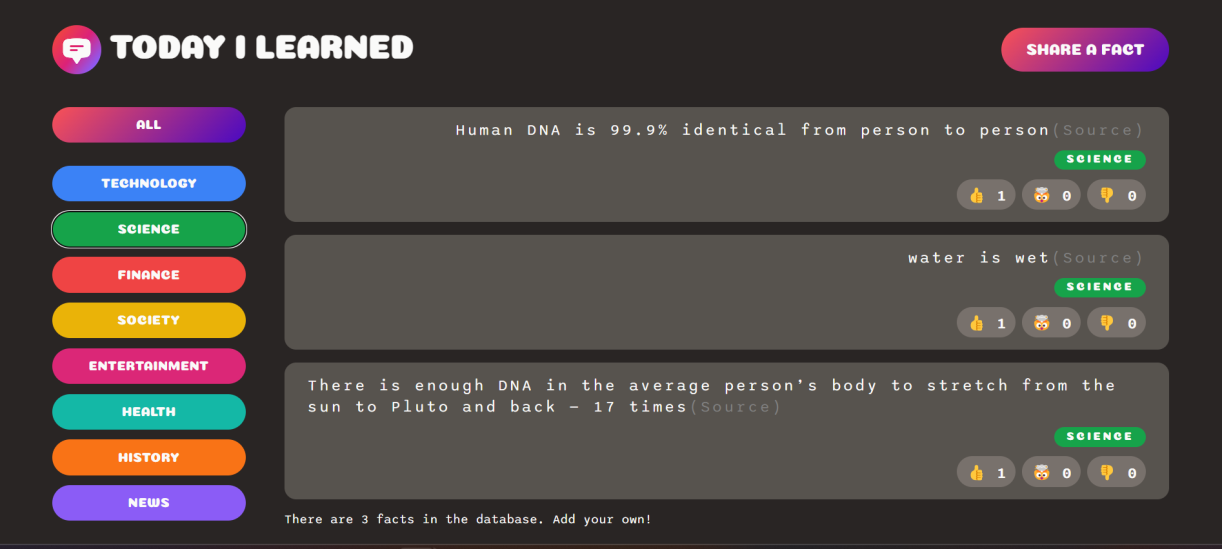 TODAY I LEARNED
SHARE A FACT
ALL
TECHNOLOGY
SCIENCE
FINANCE
SOCIETY
ENTERTAINMENT
HEALTH
HISTORY
NEWS
Human DNA is 99.9% identical from person to person(Source)
SCIENCE
👍 1 🤯 0 👎 0
water is wet(Source)
SCIENCE
👍 1 🤯 0 👎 0
There is enough DNA in the average person’s body to stretch from the
sun to Pluto and back – 17 times(Source)
SCIENCE
👍 1 🤯 0 👎 0
There are 3 facts in the database. Add your own!